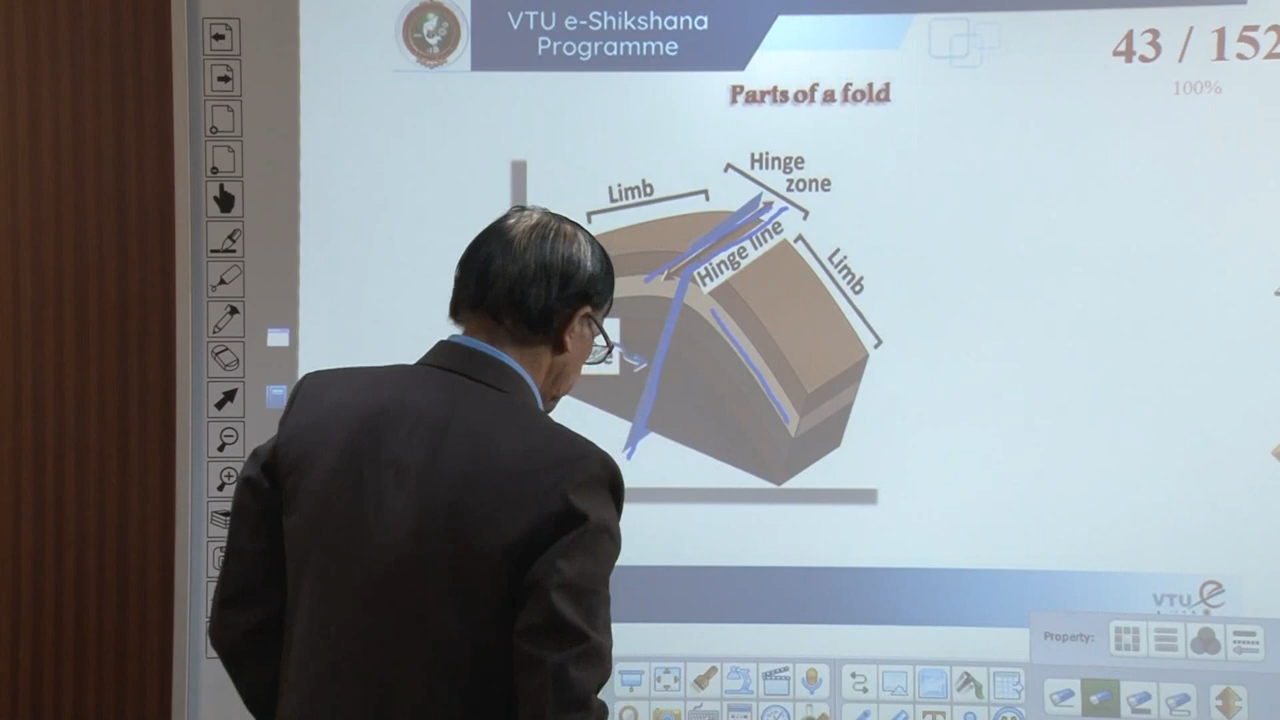 VTU e-Shikshana
Programme
43 / 152
100%
Parts of a fold
Hinge
zone
Limb
Hinge line
Limb
VTU e
Property: